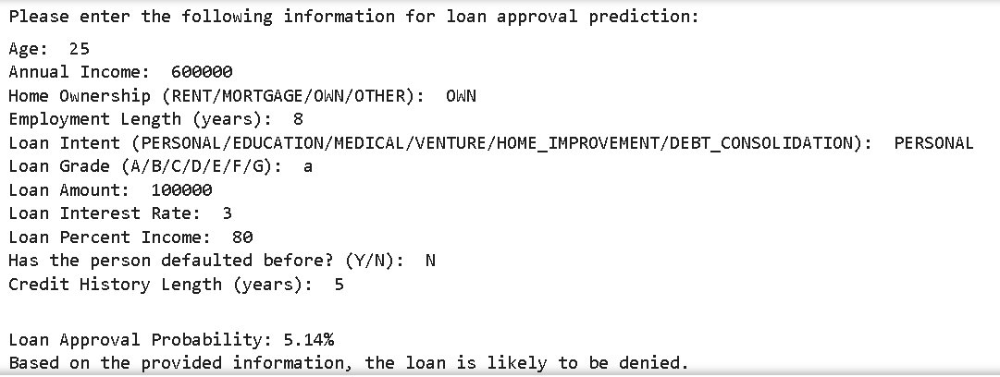 Please enter the following information for loan approval prediction:
Age:  25
Annual Income:  600000
Home Ownership (RENT/MORTGAGE/OWN/OTHER):  OWN
Employment Length (years):  8
Loan Intent (PERSONAL/EDUCATION/MEDICAL/VENTURE/HOME_IMPROVEMENT/DEBT_CONSOLIDATION):  PERSONAL
Loan Grade (A/B/C/D/E/F/G):  a
Loan Amount:  100000
Loan Interest Rate:  3
Loan Percent Income:  80
Has the person defaulted before? (Y/N):  N
Credit History Length (years):  5
Loan Approval Probability: 5.14%
Based on the provided information, the loan is likely to be denied.